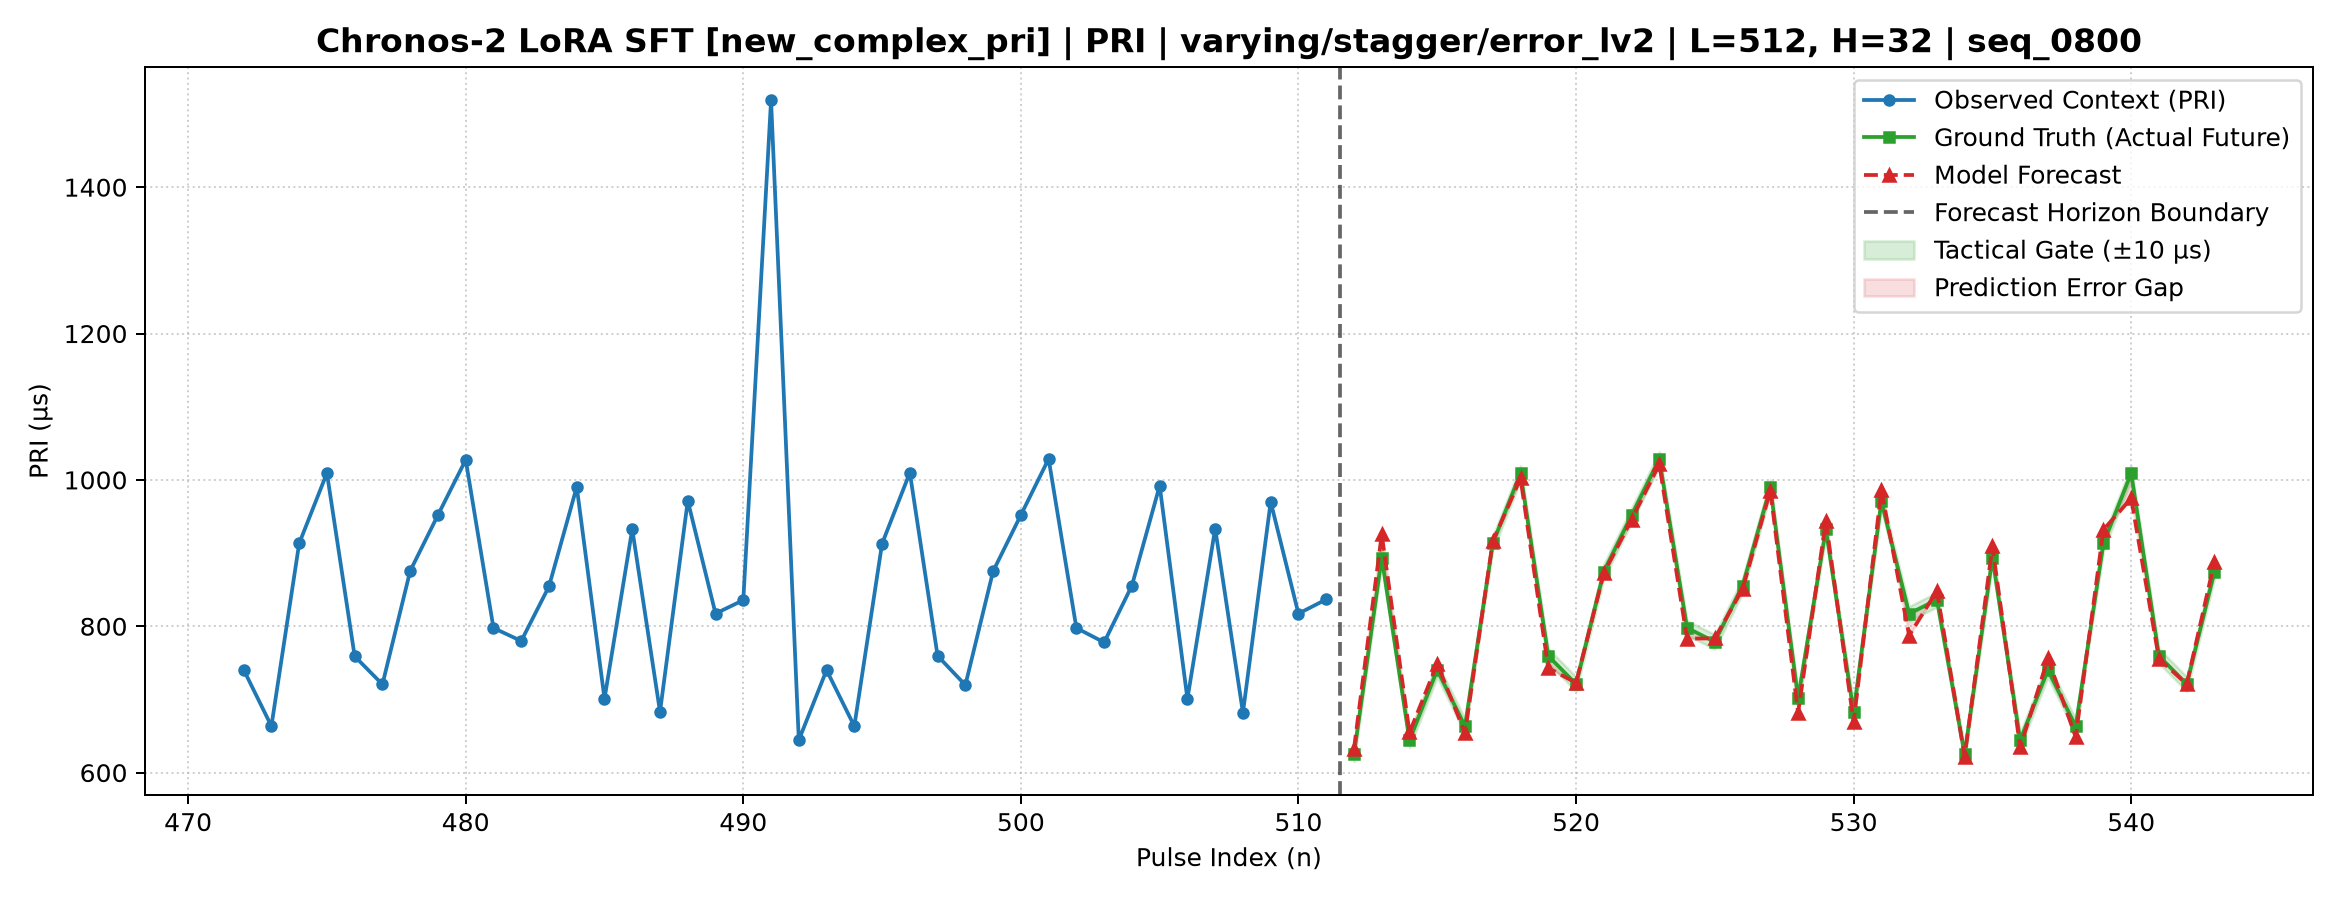 Chronos-2 LoRA SFT [new_complex_pri] | PRI | varying/stagger/error_lv2 | L=512, H=32 | seq_0800
Observed Context (PRI)
Ground Truth (Actual Future)
Model Forecast
Forecast Horizon Boundary
Tactical Gate (±10 µs)
Prediction Error Gap
PRI (µs)
1400
1200
1000
800
600
470 480 490 500 510 520 530 540
Pulse Index (n)